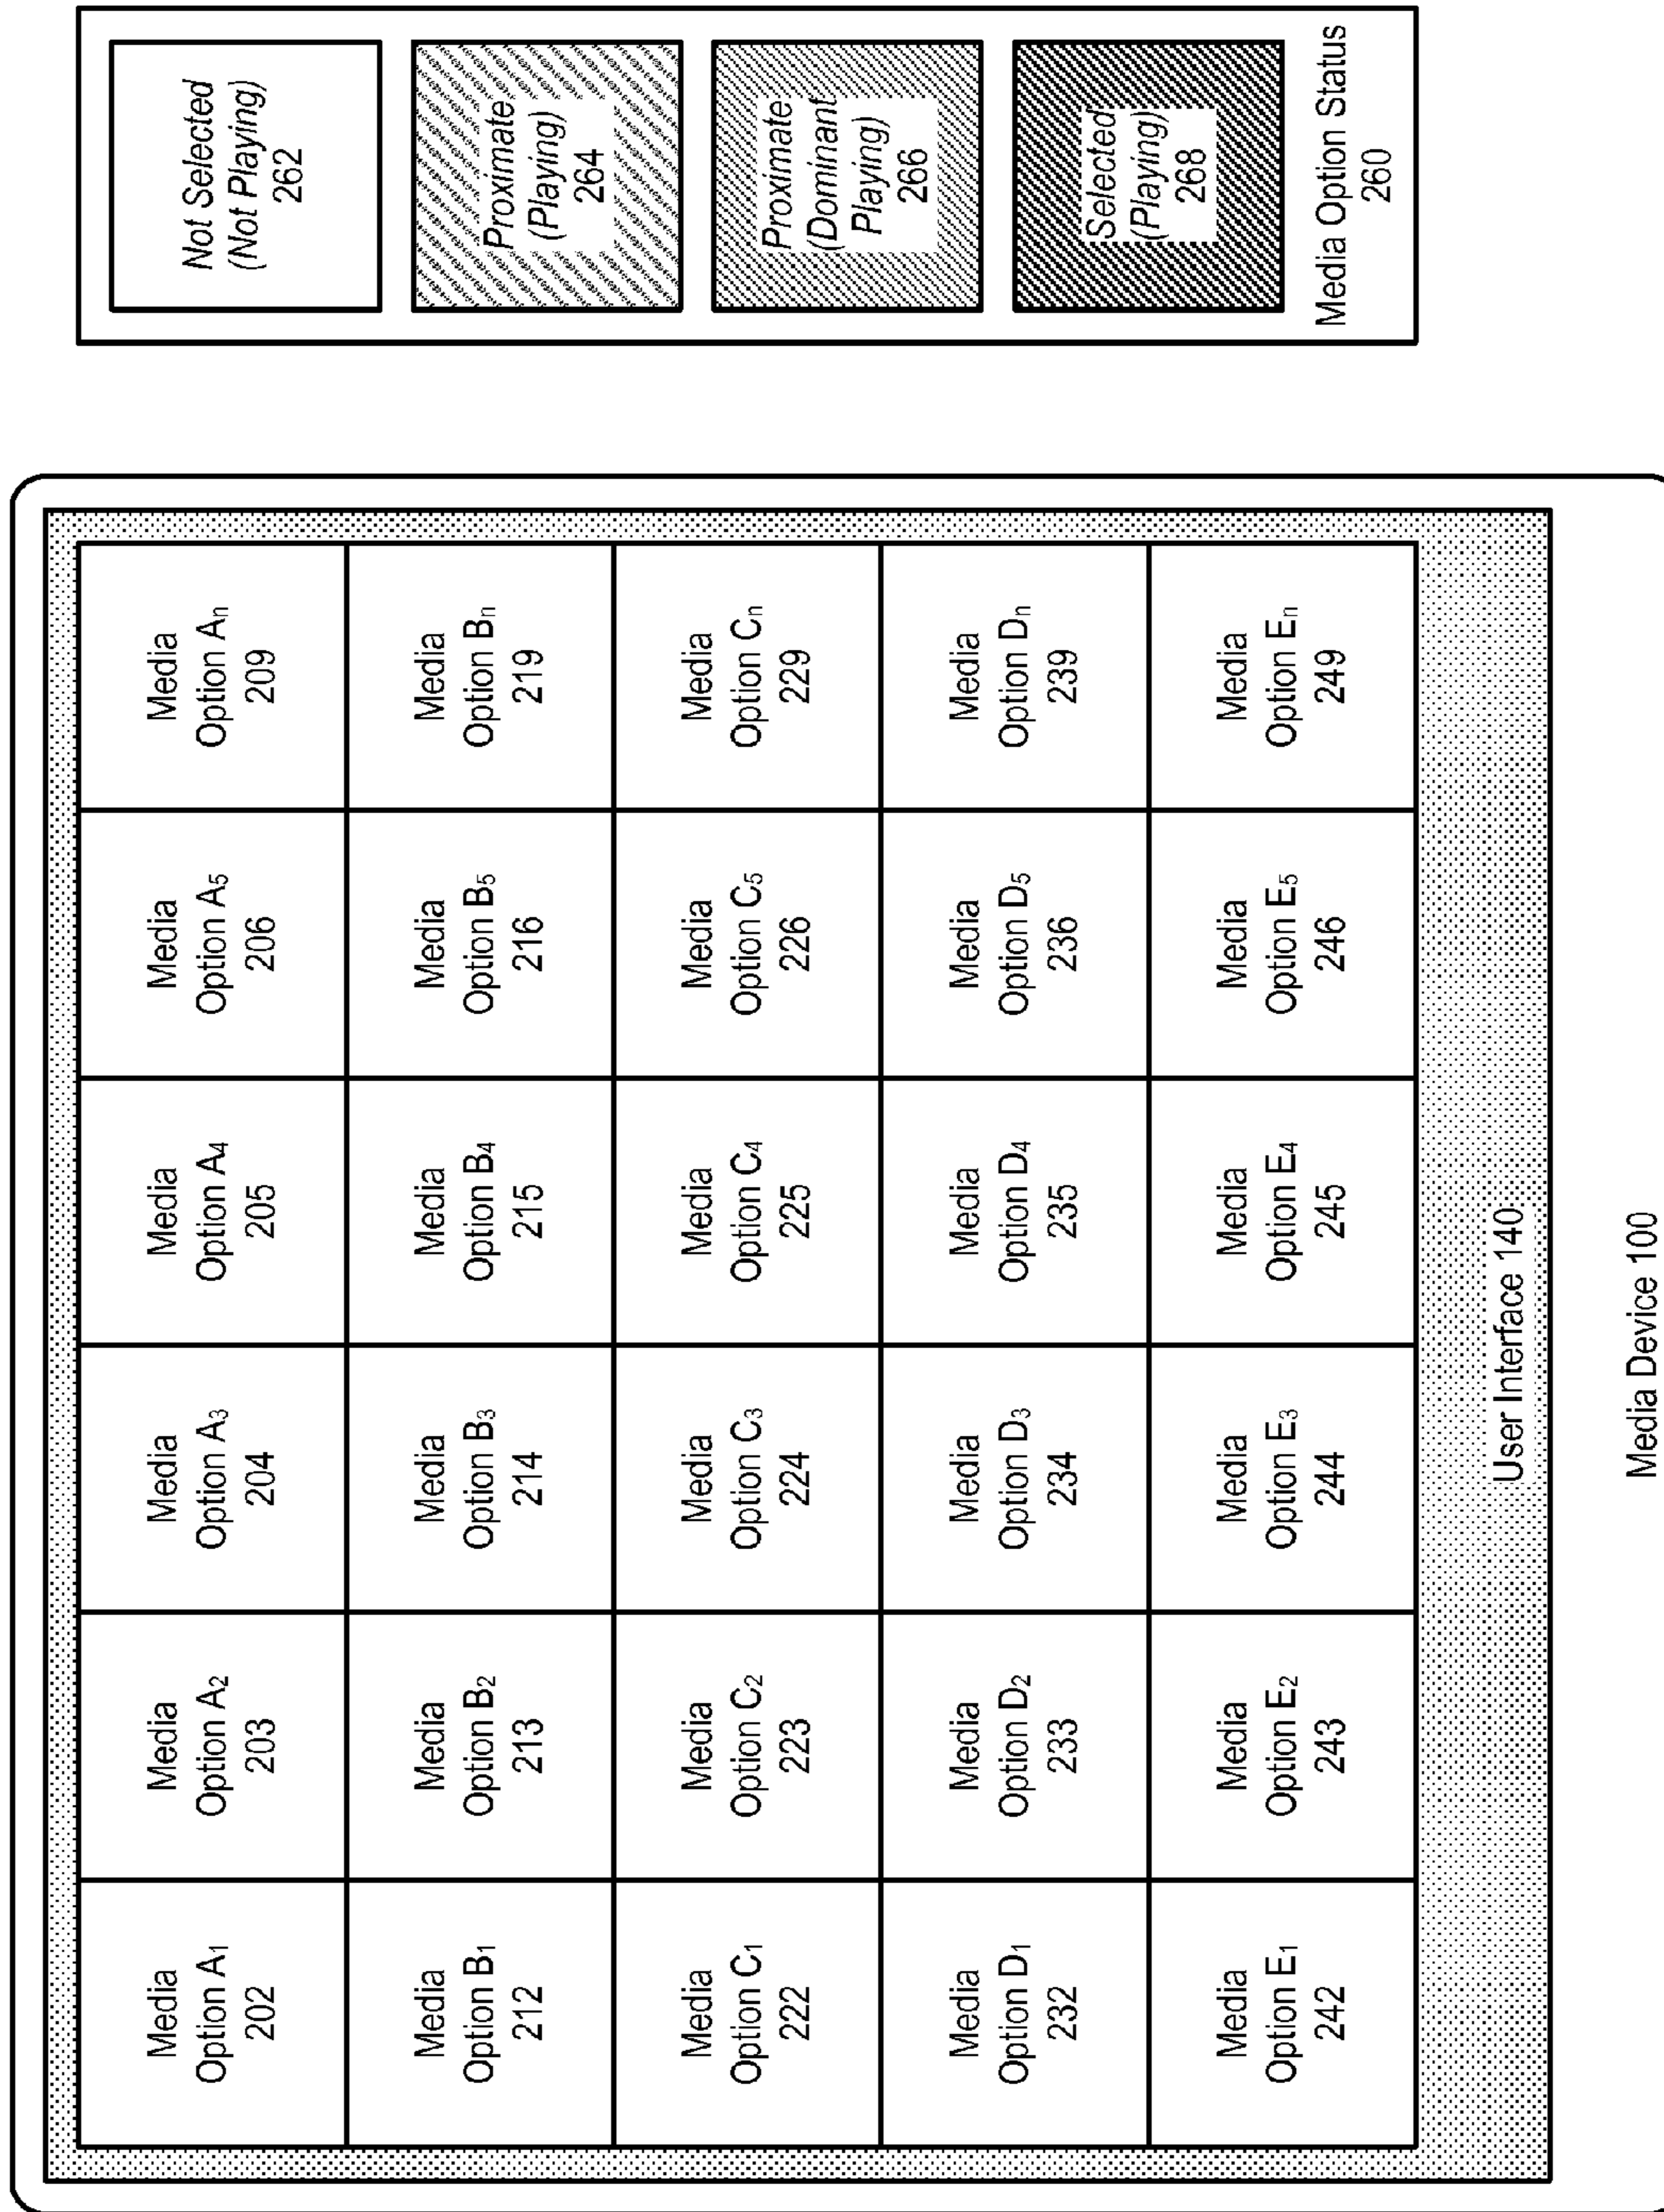 Media
Option A₁
202
Media
Option A₂
203
Media
Option A₃
204
Media
Option A₄
205
Media
Option A₅
206
Media
Option Aₙ
209
Media
Option B₁
212
Media
Option B₂
213
Media
Option B₃
214
Media
Option B₄
215
Media
Option B₅
216
Media
Option Bₙ
219
Media
Option C₁
222
Media
Option C₂
223
Media
Option C₃
224
Media
Option C₄
225
Media
Option C₅
226
Media
Option Cₙ
229
Media
Option D₁
232
Media
Option D₂
233
Media
Option D₃
234
Media
Option D₄
235
Media
Option D₅
236
Media
Option Dₙ
239
Media
Option E₁
242
Media
Option E₂
243
Media
Option E₃
244
Media
Option E₄
245
Media
Option E₅
246
Media
Option Eₙ
249
User Interface 140
Media Device 100
Not Selected
(Not Playing)
262
Proximate
(Playing)
264
Proximate
(Dominant
Playing)
266
Selected
(Playing)
268
Media Option Status
260